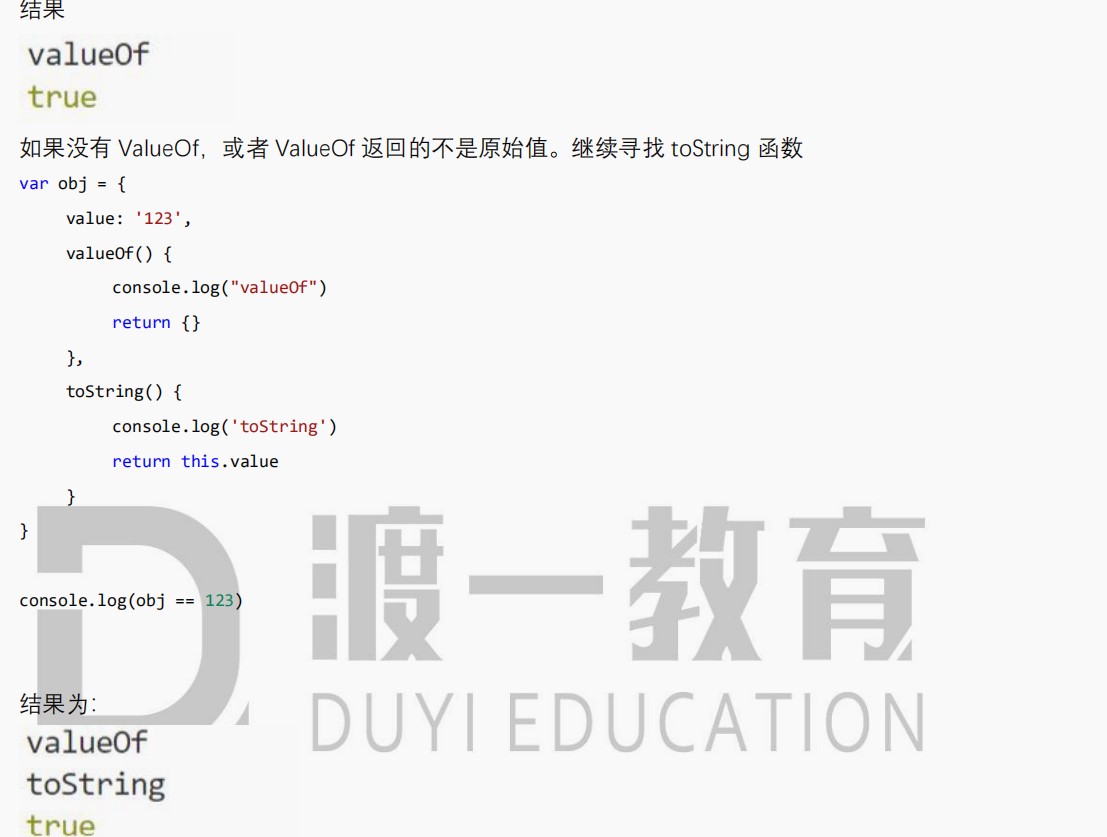 结果
valueOf
true
如果没有 ValueOf，或者 ValueOf 返回的不是原始值。继续寻找 toString 函数
var obj = {
value: '123',
valueOf() {
console.log("valueOf")
return {}
},
toString() {
console.log('toString')
return this.value
}
}
console.log(obj == 123)
渡一教育
DUYI EDUCATION
结果为：
valueOf
toString
true